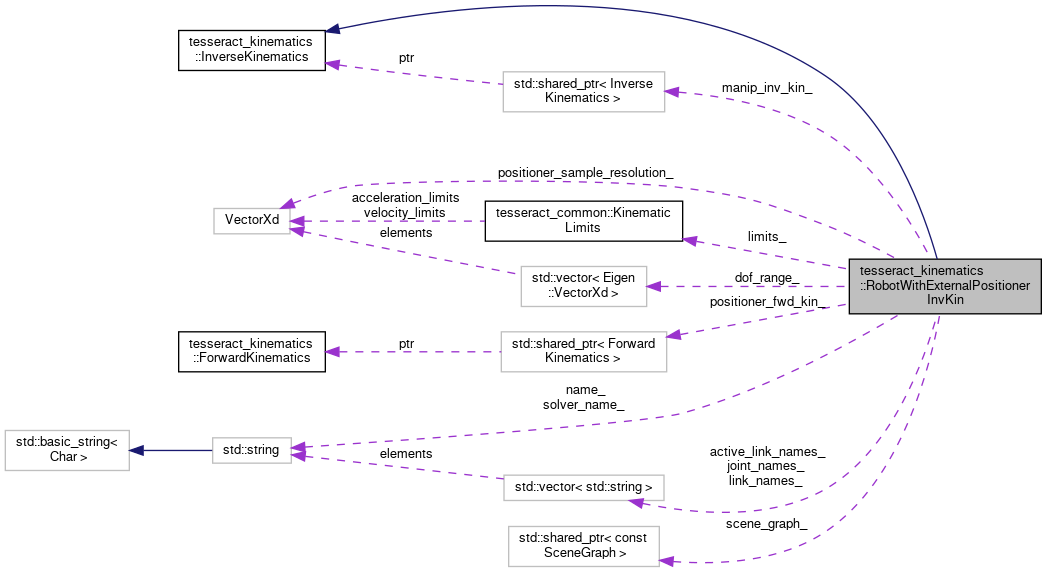 tesseract_kinematics
::InverseKinematics
ptr
std::shared_ptr< Inverse
Kinematics >
manip_inv_kin_
positioner_sample_resolution_
VectorXd
acceleration_limits
velocity_limits
elements
tesseract_common::Kinematic
Limits
limits_
std::vector< Eigen
::VectorXd >
dof_range_
tesseract_kinematics
::RobotWithExternalPositioner
InvKin
positioner_fwd_kin_
tesseract_kinematics
::ForwardKinematics
ptr
std::shared_ptr< Forward
Kinematics >
name_
solver_name_
std::basic_string<
Char >
std::string
elements
std::vector< std::string >
active_link_names_
joint_names_
link_names_
std::shared_ptr< const
SceneGraph >
scene_graph_